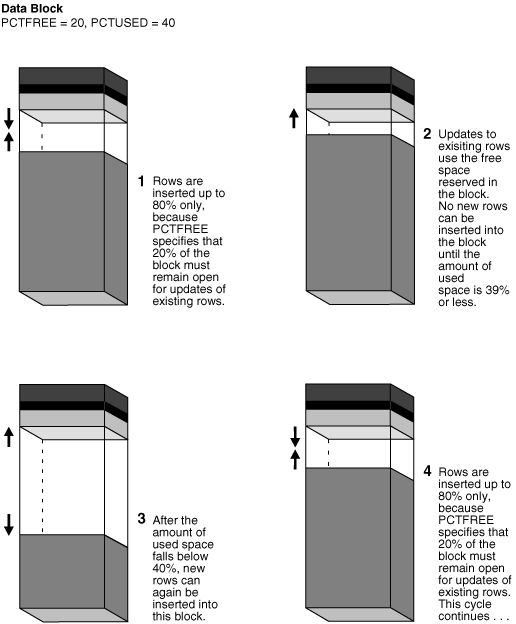 Data Block
PCTFREE = 20, PCTUSED = 40
1 Rows are
inserted up to
80% only,
because
PCTFREE
specifies that
20% of the
block must
remain open
for updates of
existing rows.
2 Updates to
exisiting rows
use the free
space
reserved in
the block.
No new rows
can be
inserted into
the block
until the
amount of
used
space is 39%
or less.
3 After the
amount of
used space
falls below
40%, new
rows can
again be
inserted into
this block.
4 Rows are
inserted up to
80% only,
because
PCTFREE
specifies that
20% of the
block must
remain open
for updates of
existing rows.
This cycle
continues . . .